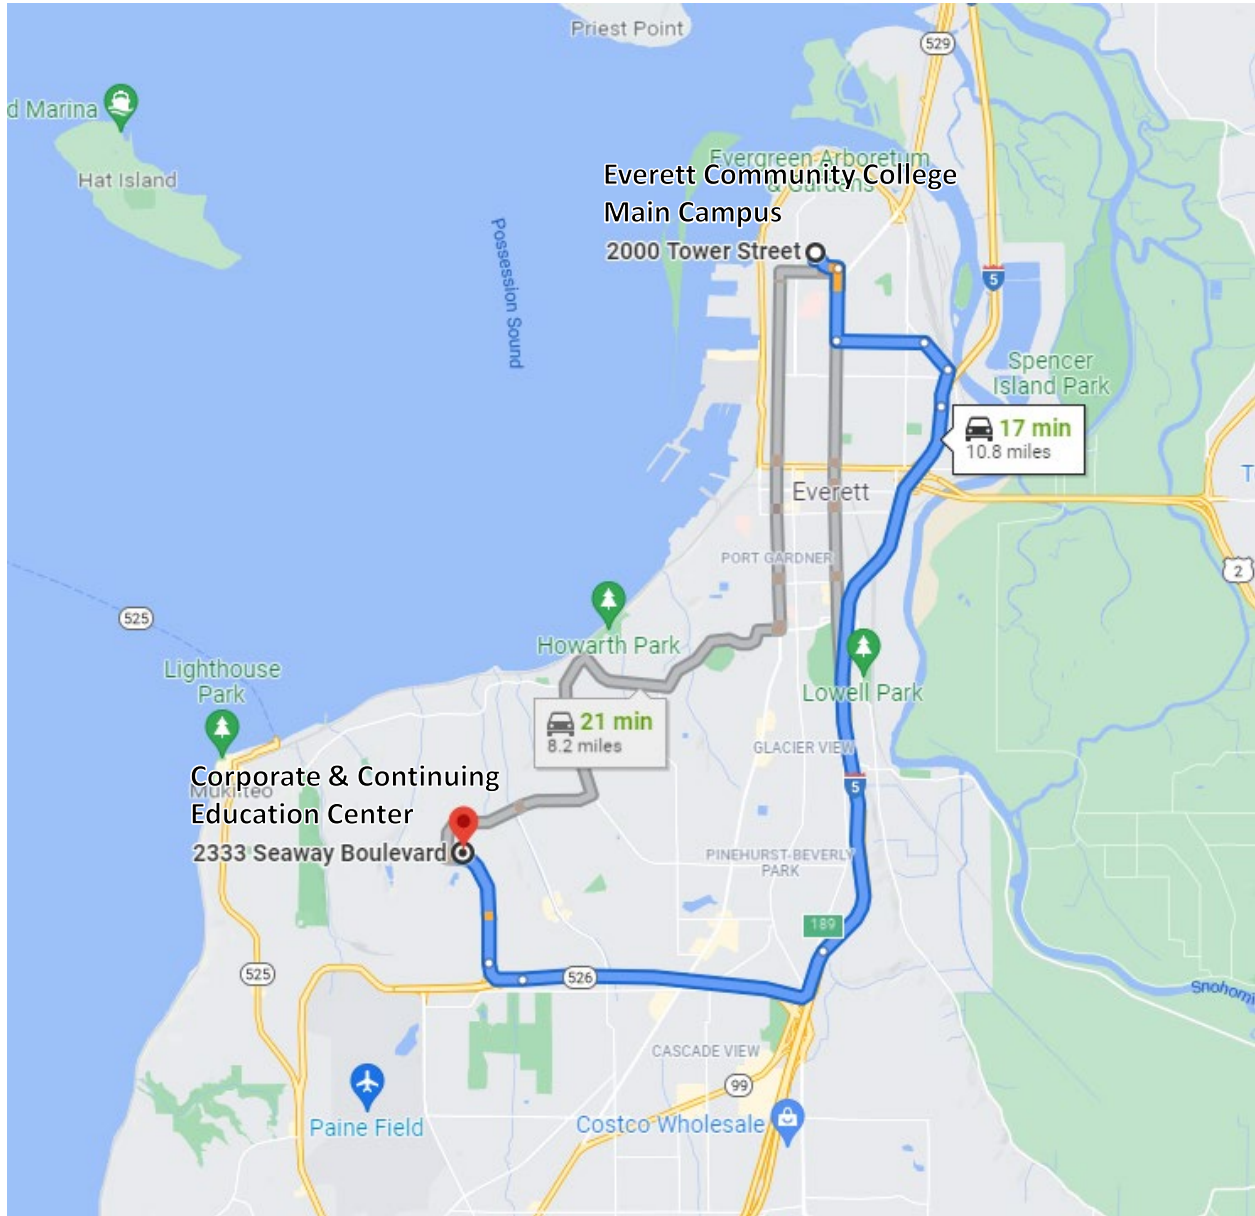 Priest Point
529
d Marina
Hat Island
Evergreen Arboretum
& Gardens
Everett Community College
Main Campus
2000 Tower Street
Possession Sound
5
Spencer
Island Park
17 min
10.8 miles
Everett
PORT GARDNER
2
525
Howarth Park
Lighthouse
Park
Lowell Park
21 min
8.2 miles
GLACIER VIEW
Corporate & Continuing
Mukilteo
Education Center
5
2333 Seaway Boulevard
PINEHURST-BEVERLY
PARK
189
525
526
Snohomi
CASCADE VIEW
99
Paine Field
Costco Wholesale
T